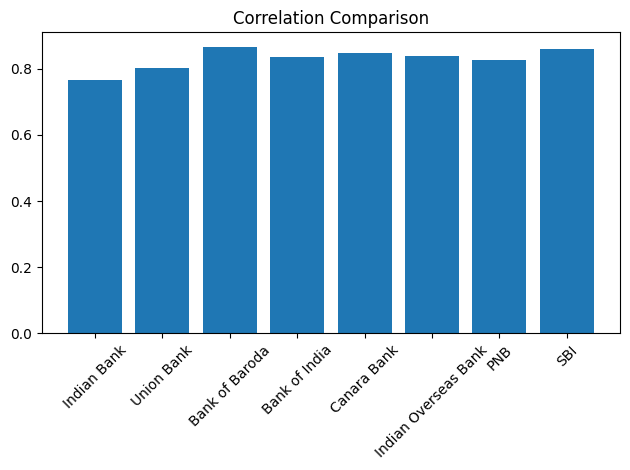 Correlation Comparison
0.8
0.6
0.4
0.2
0.0
Indian Bank
Union Bank
Bank of Baroda
Bank of India
Canara Bank
Indian Overseas Bank
PNB
SBI